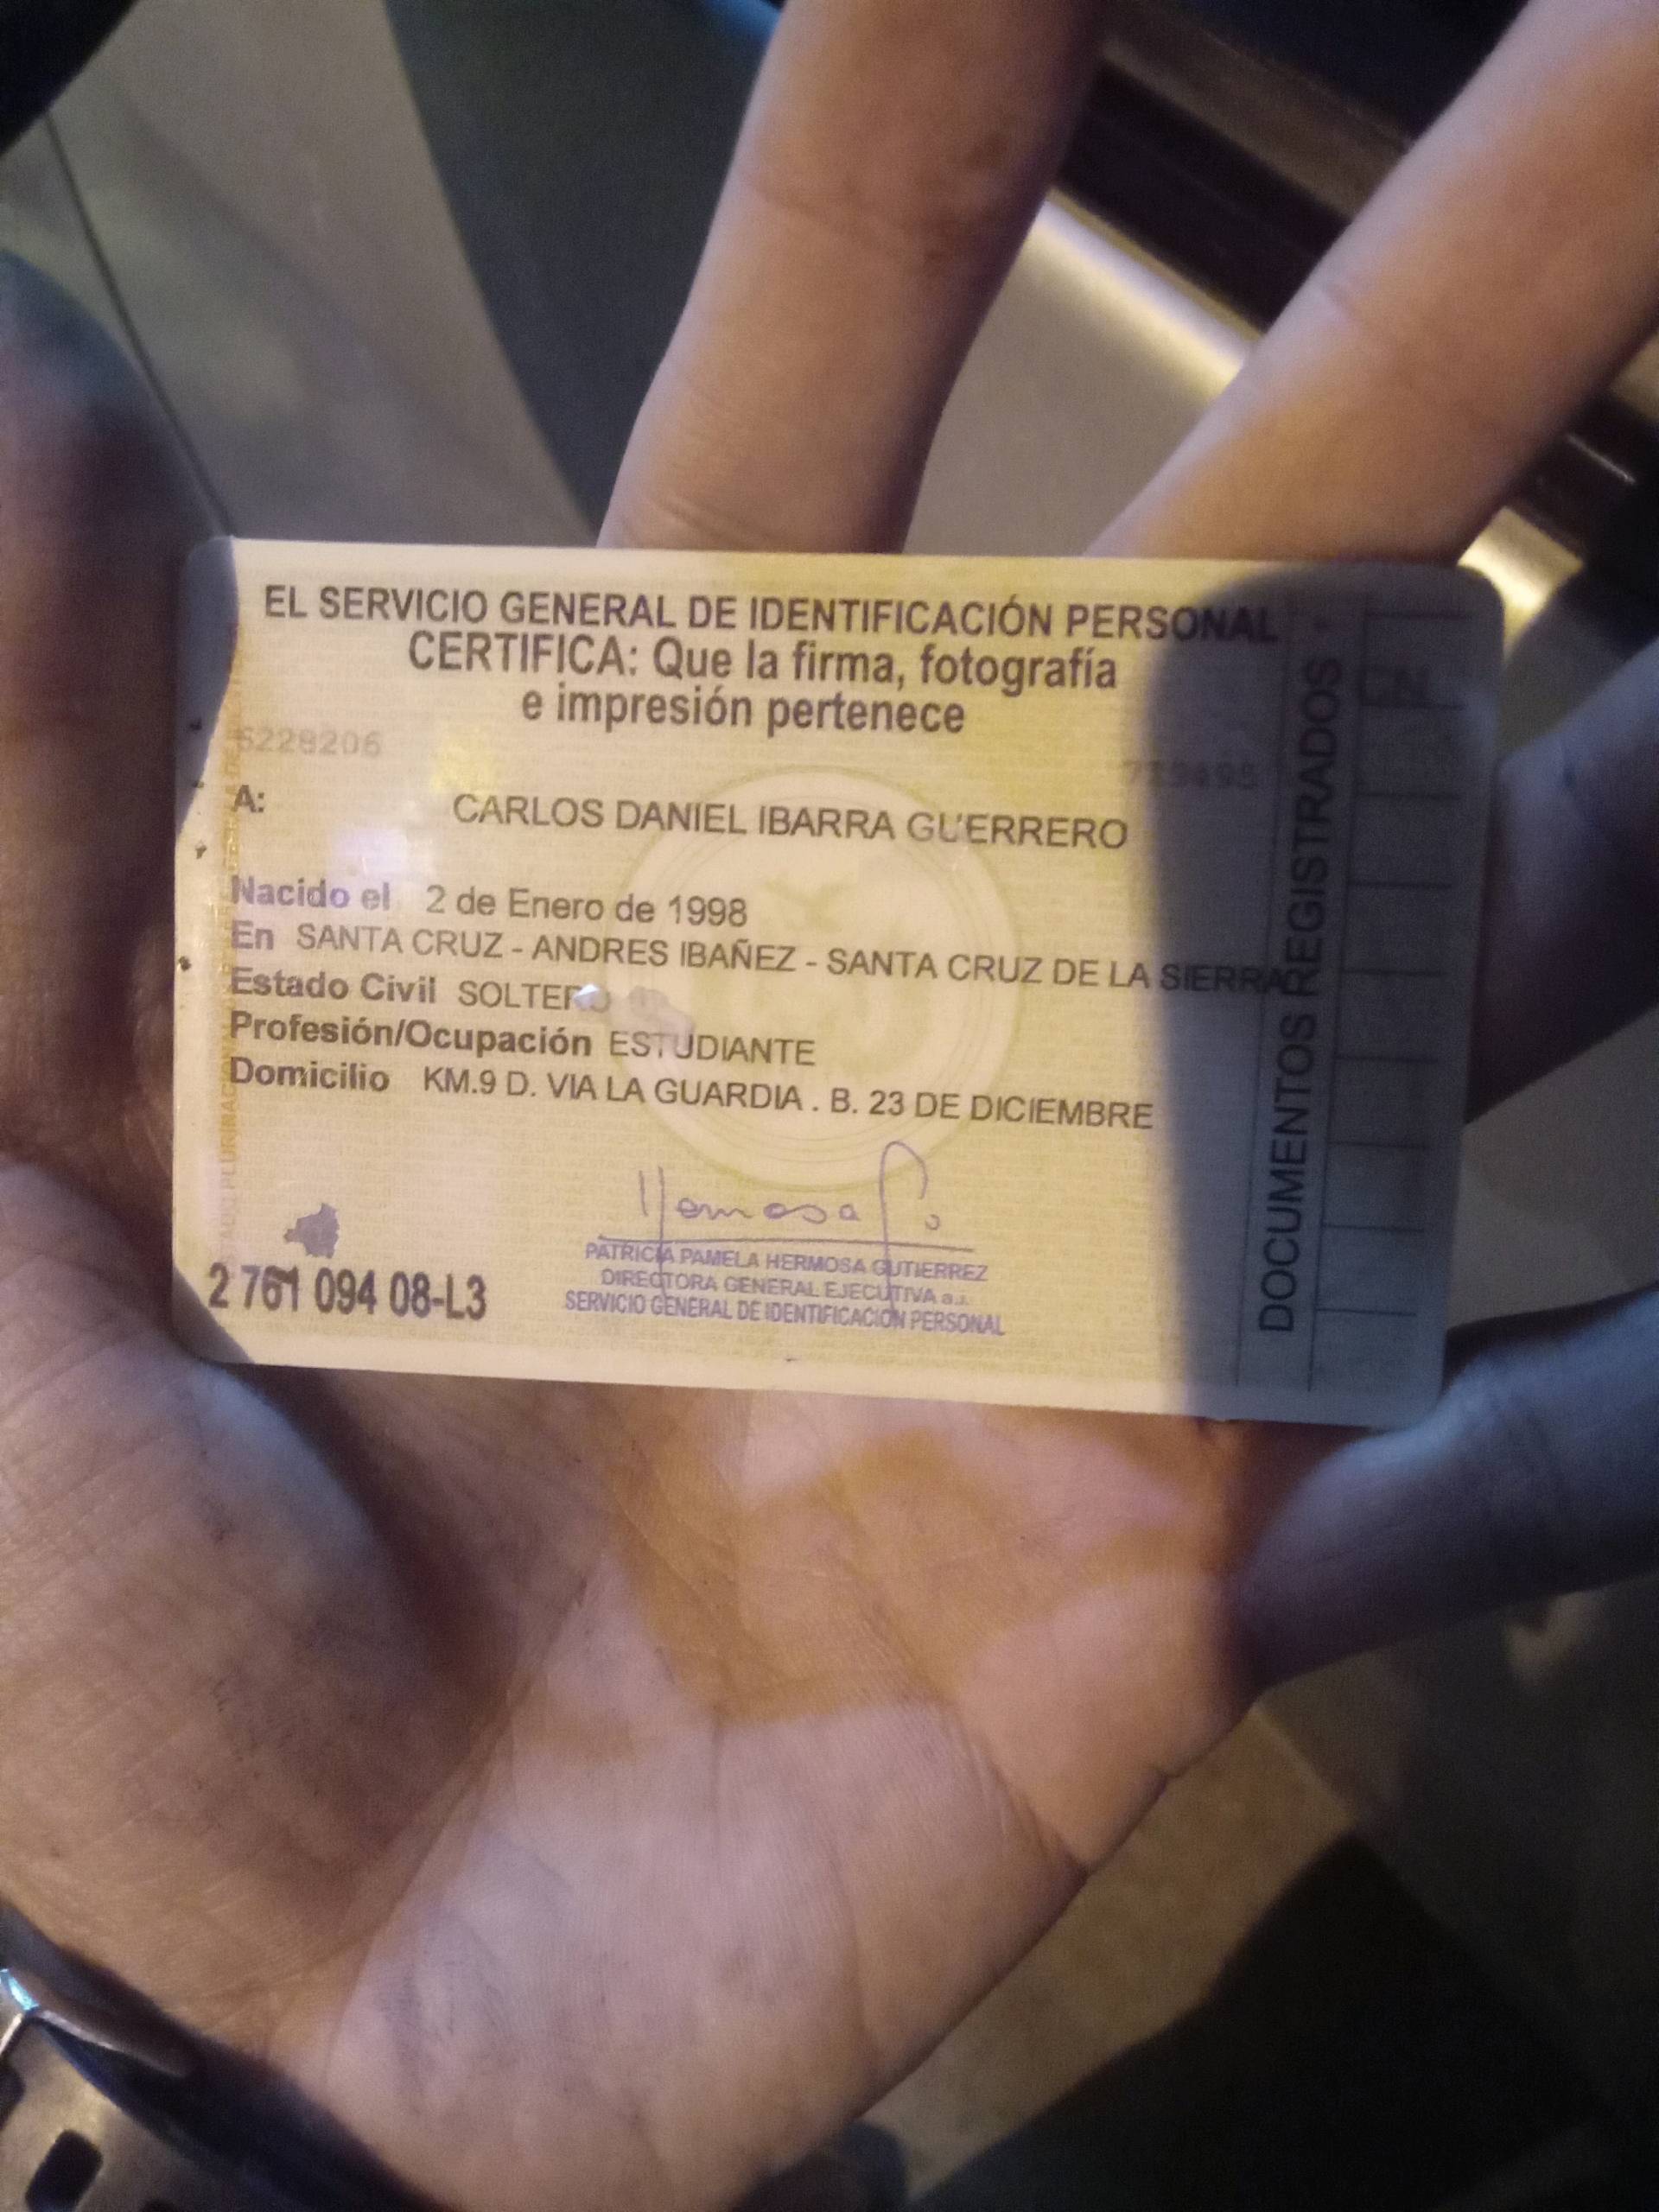 EL SERVICIO GENERAL DE IDENTIFICACIÓN PERSONAL
CERTIFICA: Que la firma, fotografía
e impresión pertenece
A: CARLOS DANIEL IBARRA GUERRERO
Nacido el 2 de Enero de 1998
En SANTA CRUZ - ANDRES IBAÑEZ - SANTA CRUZ DE LA SIERRA
Estado Civil SOLTERO
Profesión/Ocupación ESTUDIANTE
Domicilio KM.9 D. VIA LA GUARDIA . B. 23 DE DICIEMBRE
PATRICIA PAMELA HERMOSA GUTIERREZ
DIRECTORA GENERAL EJECUTIVA a.i.
SERVICIO GENERAL DE IDENTIFICACION PERSONAL
2 761 094 08-L3
DOCUMENTOS REGISTRADOS